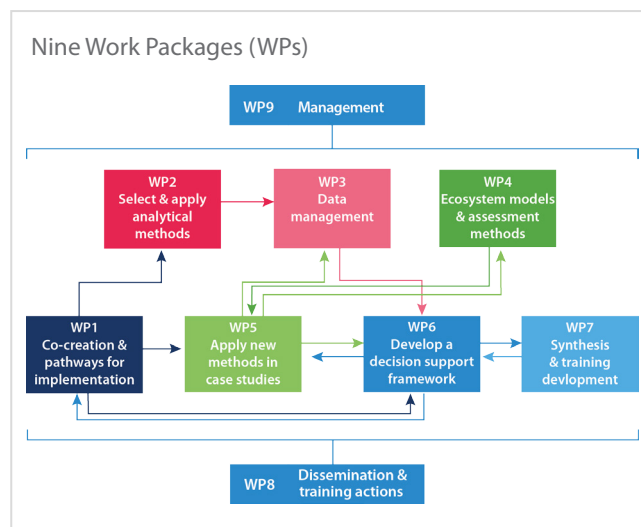 Nine Work Packages (WPs)
WP9 Management
WP2
Select & apply
analytical
methods
WP3
Data
management
WP4
Ecosystem models
& assessment
methods
WP1
Co-creation &
pathways for
implementation
WP5
Apply new
methods in
case studies
WP6
Develop a
decision support
framework
WP7
Synthesis
& training
devlopment
WP8 Dissemination &
training actions